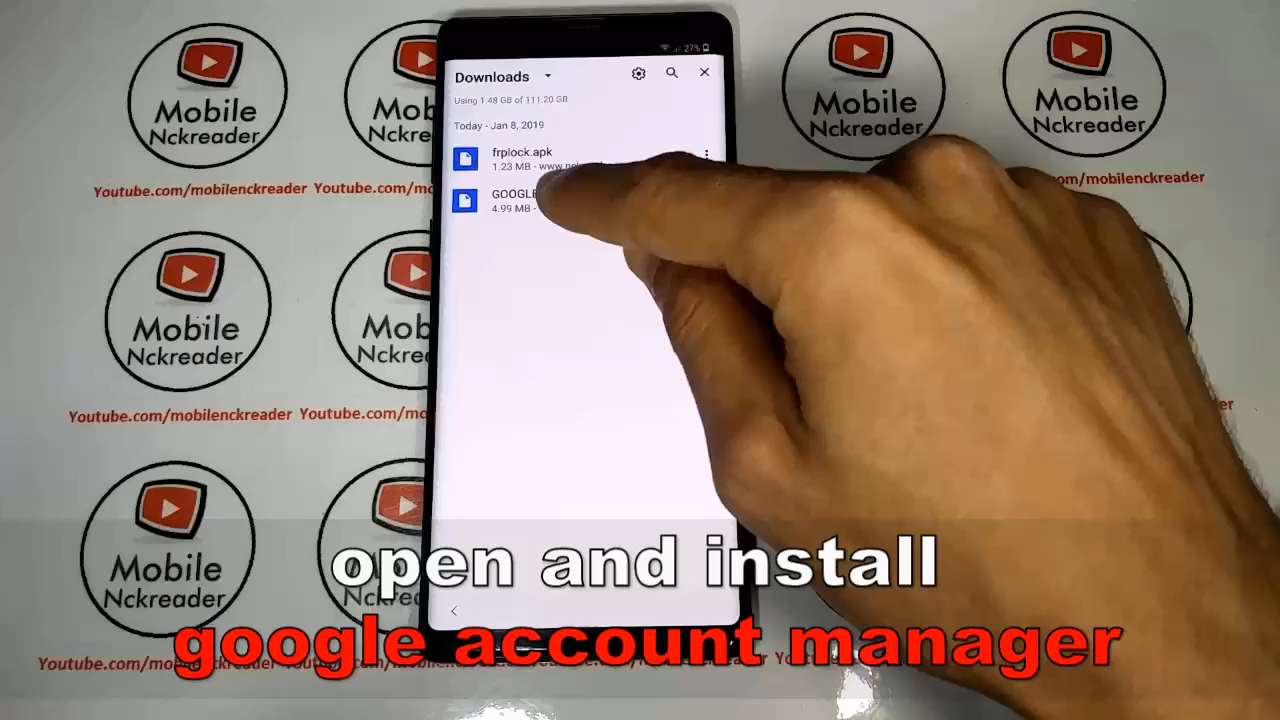 27%
Downloads
Using 1.48 GB of 111.20 GB
Today - Jan 8, 2019
frplock.apk
1.23 MB -
GOOGLE
4.99 MB -
Mobile
Nckreader
Mobile
Mobile
Nckreader
Mobile
Nckreader
Youtube.com/mobilenckreader Youtube.com/mobilenckreader
Youtube.com/mobilenckreader
Mobile
Nckreader
Youtube.com/mobilenckreader
Mobile
Nckreader
open and install
google account manager